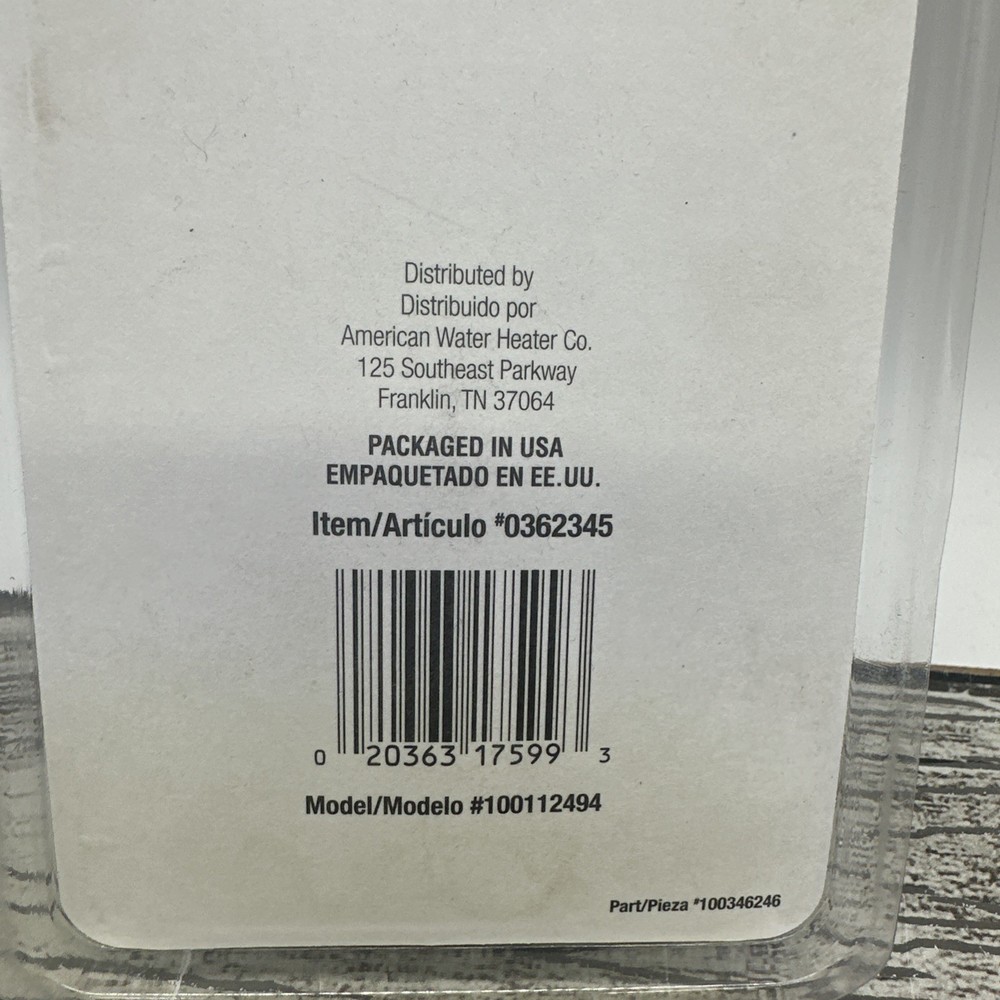 Distributed by
Distribuido por
American Water Heater Co.
125 Southeast Parkway
Franklin, TN 37064
PACKAGED IN USA
EMPAQUETADO EN EE.UU.
Item/Artículo #0362345
0 20363 17599 3
Model/Modelo #100112494
Part/Pieza #100346246